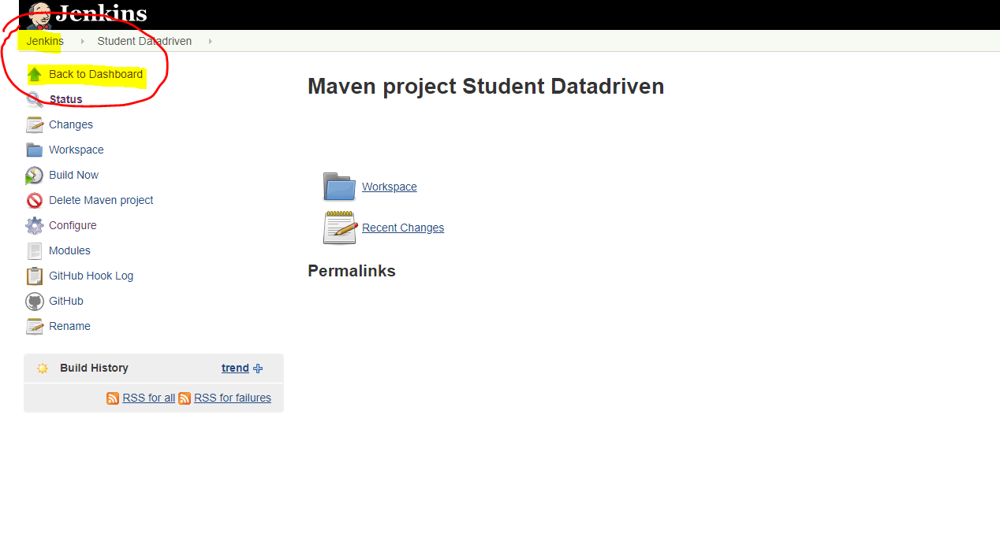 Jenkins
Jenkins Student Datadriven
Back to Dashboard
Status
Changes
Workspace
Build Now
Delete Maven project
Configure
Modules
GitHub Hook Log
GitHub
Rename
Build History trend
RSS for all RSS for failures
Maven project Student Datadriven
Workspace
Recent Changes
Permalinks